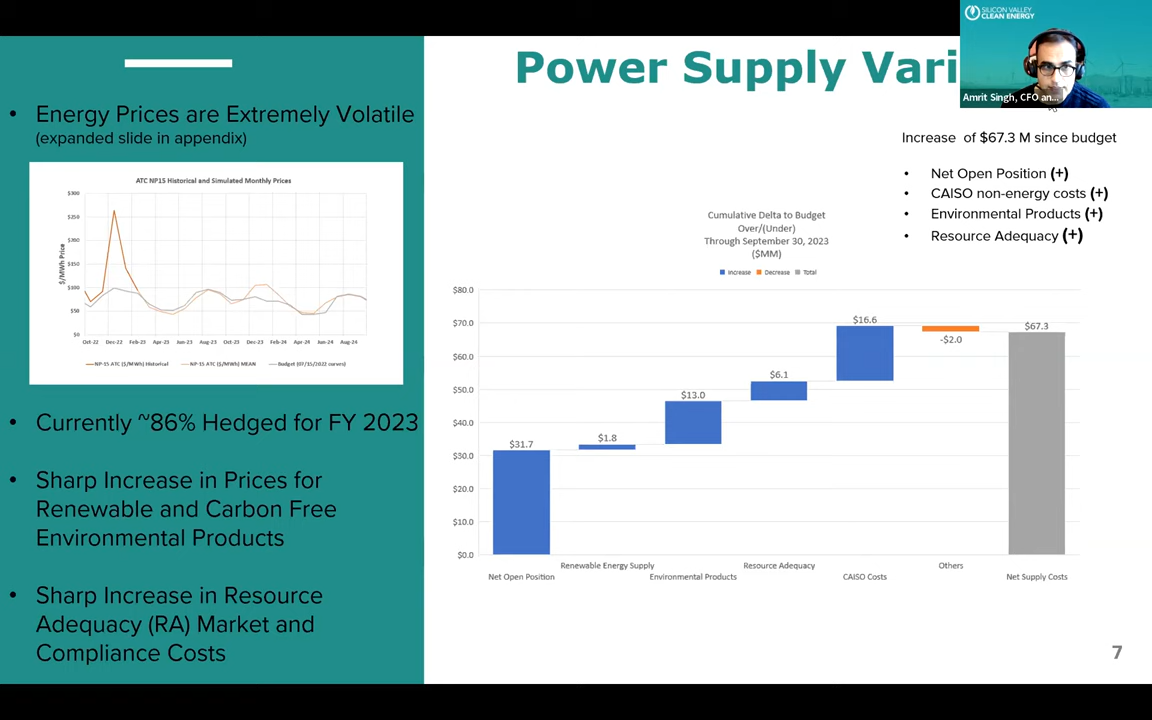 SILICON VALLEY
CLEAN ENERGY
Amrit Singh, CFO an...
Power Supply Vari
• Energy Prices are Extremely Volatile
(expanded slide in appendix)
ATC NP15 Historical and Simulated Monthly Prices
$/MWh Price
$300
$250
$200
$150
$100
$50
$0
Oct-22 Dec-22 Feb-23 Apr-23 Jun-23 Aug-23 Oct-23 Dec-23 Feb-24 Apr-24 Jun-24 Aug-24
NP-15 ATC ($/MWh) Historical NP-15 ATC ($/MWh) MEAN Budget (07/15/2022 curves)
• Currently ~86% Hedged for FY 2023
• Sharp Increase in Prices for
Renewable and Carbon Free
Environmental Products
• Sharp Increase in Resource
Adequacy (RA) Market and
Compliance Costs
Increase of $67.3 M since budget
• Net Open Position (+)
• CAISO non-energy costs (+)
• Environmental Products (+)
• Resource Adequacy (+)
Cumulative Delta to Budget
Over/(Under)
Through September 30, 2023
($MM)
Increase Decrease Total
$80.0
$70.0
$60.0
$50.0
$40.0
$30.0
$20.0
$10.0
$0.0
$31.7
$1.8
$13.0
$6.1
$16.6
-$2.0
$67.3
Net Open Position
Renewable Energy Supply
Environmental Products
Resource Adequacy
CAISO Costs
Others
Net Supply Costs
7